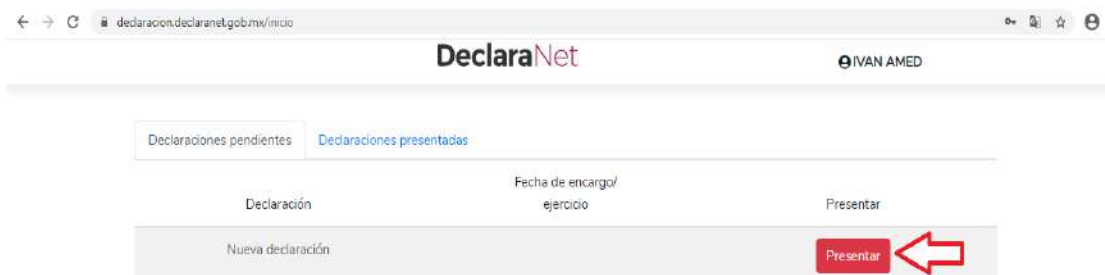 declaracion.declaranet.gob.mx/inicio
DeclaraNet
IVAN AMED
Declaraciones pendientes
Declaraciones presentadas
Declaración
Fecha de encargo/
ejercicio
Presentar
Nueva declaración
Presentar